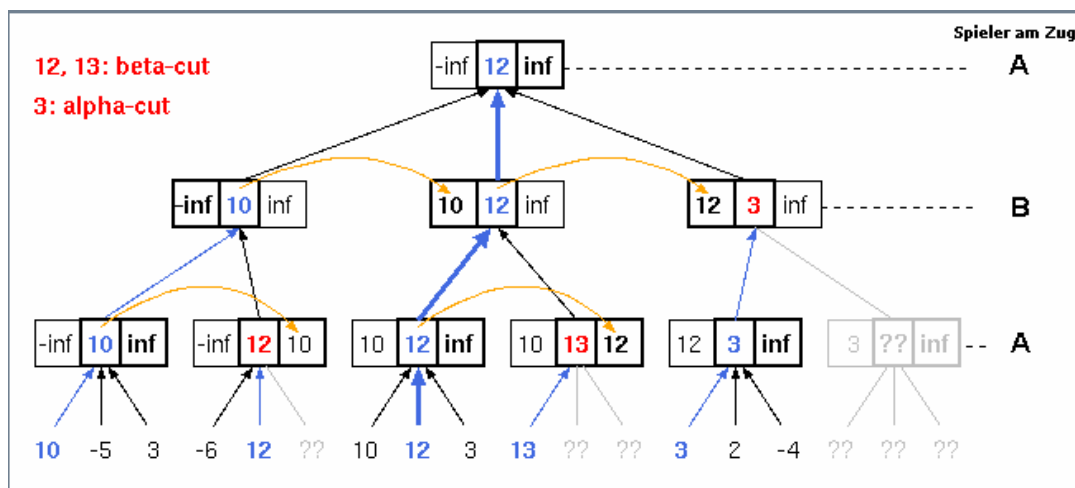 Spieler am Zug
12, 13: beta-cut
-inf 12 inf A
3: alpha-cut
-inf 10 inf 10 12 inf 12 3 inf B
-inf 10 inf -inf 12 10 10 12 inf 10 13 12 12 3 inf 3 ?? inf A
10 -5 3 -6 12 ?? 10 12 3 13 ?? ?? 3 2 -4 ?? ?? ??